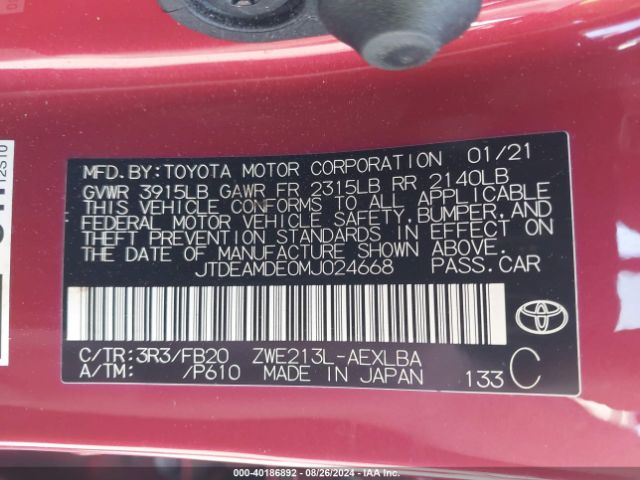 MFD.BY:TOYOTA MOTOR CORPORATION 01/21
GVWR 3915LB GAWR FR 2315LB RR 2140LB
THIS VEHICLE CONFORMS TO ALL APPLICABLE
FEDERAL MOTOR VEHICLE SAFETY,BUMPER,AND
THEFT PREVENTION STANDARDS IN EFFECT ON
THE DATE OF MANUFACTURE SHOWN ABOVE.
JTDEAMDE0MJ024668 PASS.CAR
C/TR:3R3/FB20 ZWE213L-AEXLBA
A/TM: /P610 MADE IN JAPAN 133 C
000-40186892 - 08/26/2024 - IAA Inc.